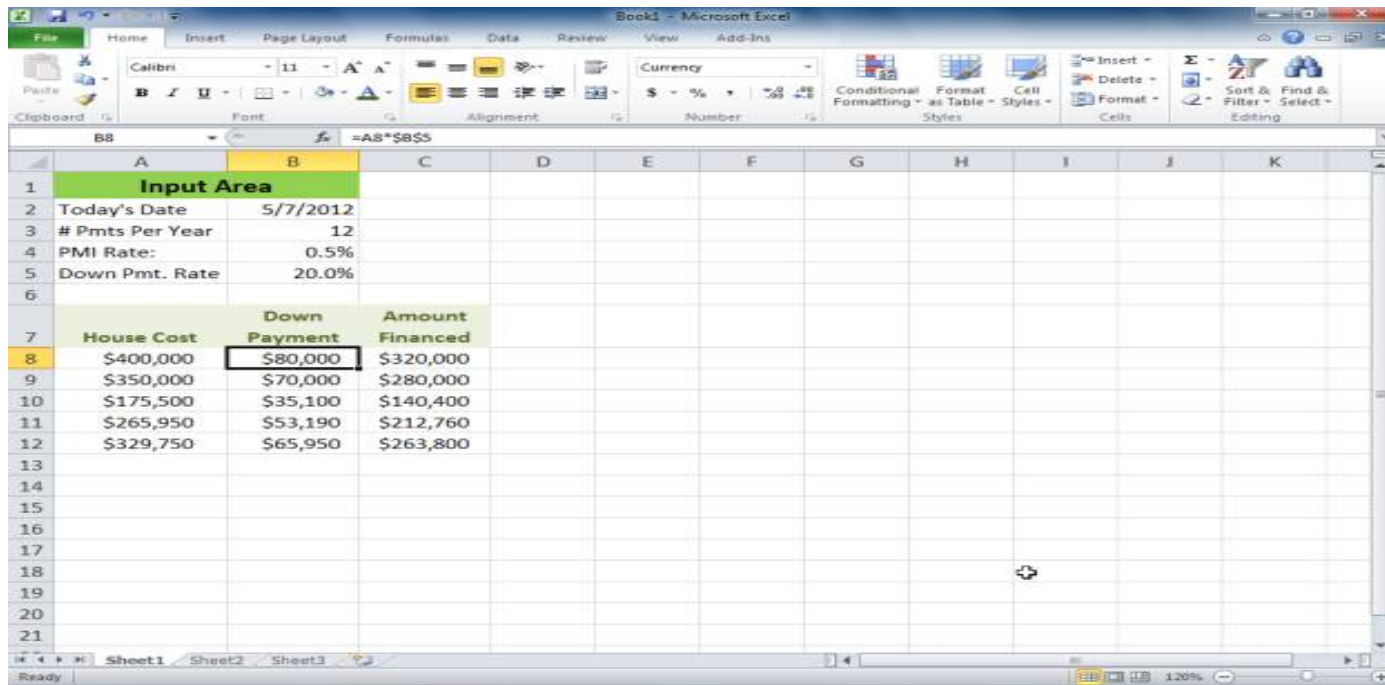 Book1 - Microsoft Excel
File Home Insert Page Layout Formulas Data Review View Add-Ins
Paste
Calibri 11 A A
B I U A
Currency
$ % ,
Conditional Formatting
Format as Table
Cell Styles
Insert
Delete
Format
Σ
Sort & Filter
Find & Select
Clipboard Font Alignment Number Styles Cells Editing
B8 fx =A8*$B$5
A B C D E F G H I J K
1 Input Area
2 Today's Date 5/7/2012
3 # Pmts Per Year 12
4 PMI Rate: 0.5%
5 Down Pmt. Rate 20.0%
6
7 House Cost Down Payment Amount Financed
8 $400,000 $80,000 $320,000
9 $350,000 $70,000 $280,000
10 $175,500 $35,100 $140,400
11 $265,950 $53,190 $212,760
12 $329,750 $65,950 $263,800
13
14
15
16
17
18
19
20
21
Sheet1 Sheet2 Sheet3
Ready 120%